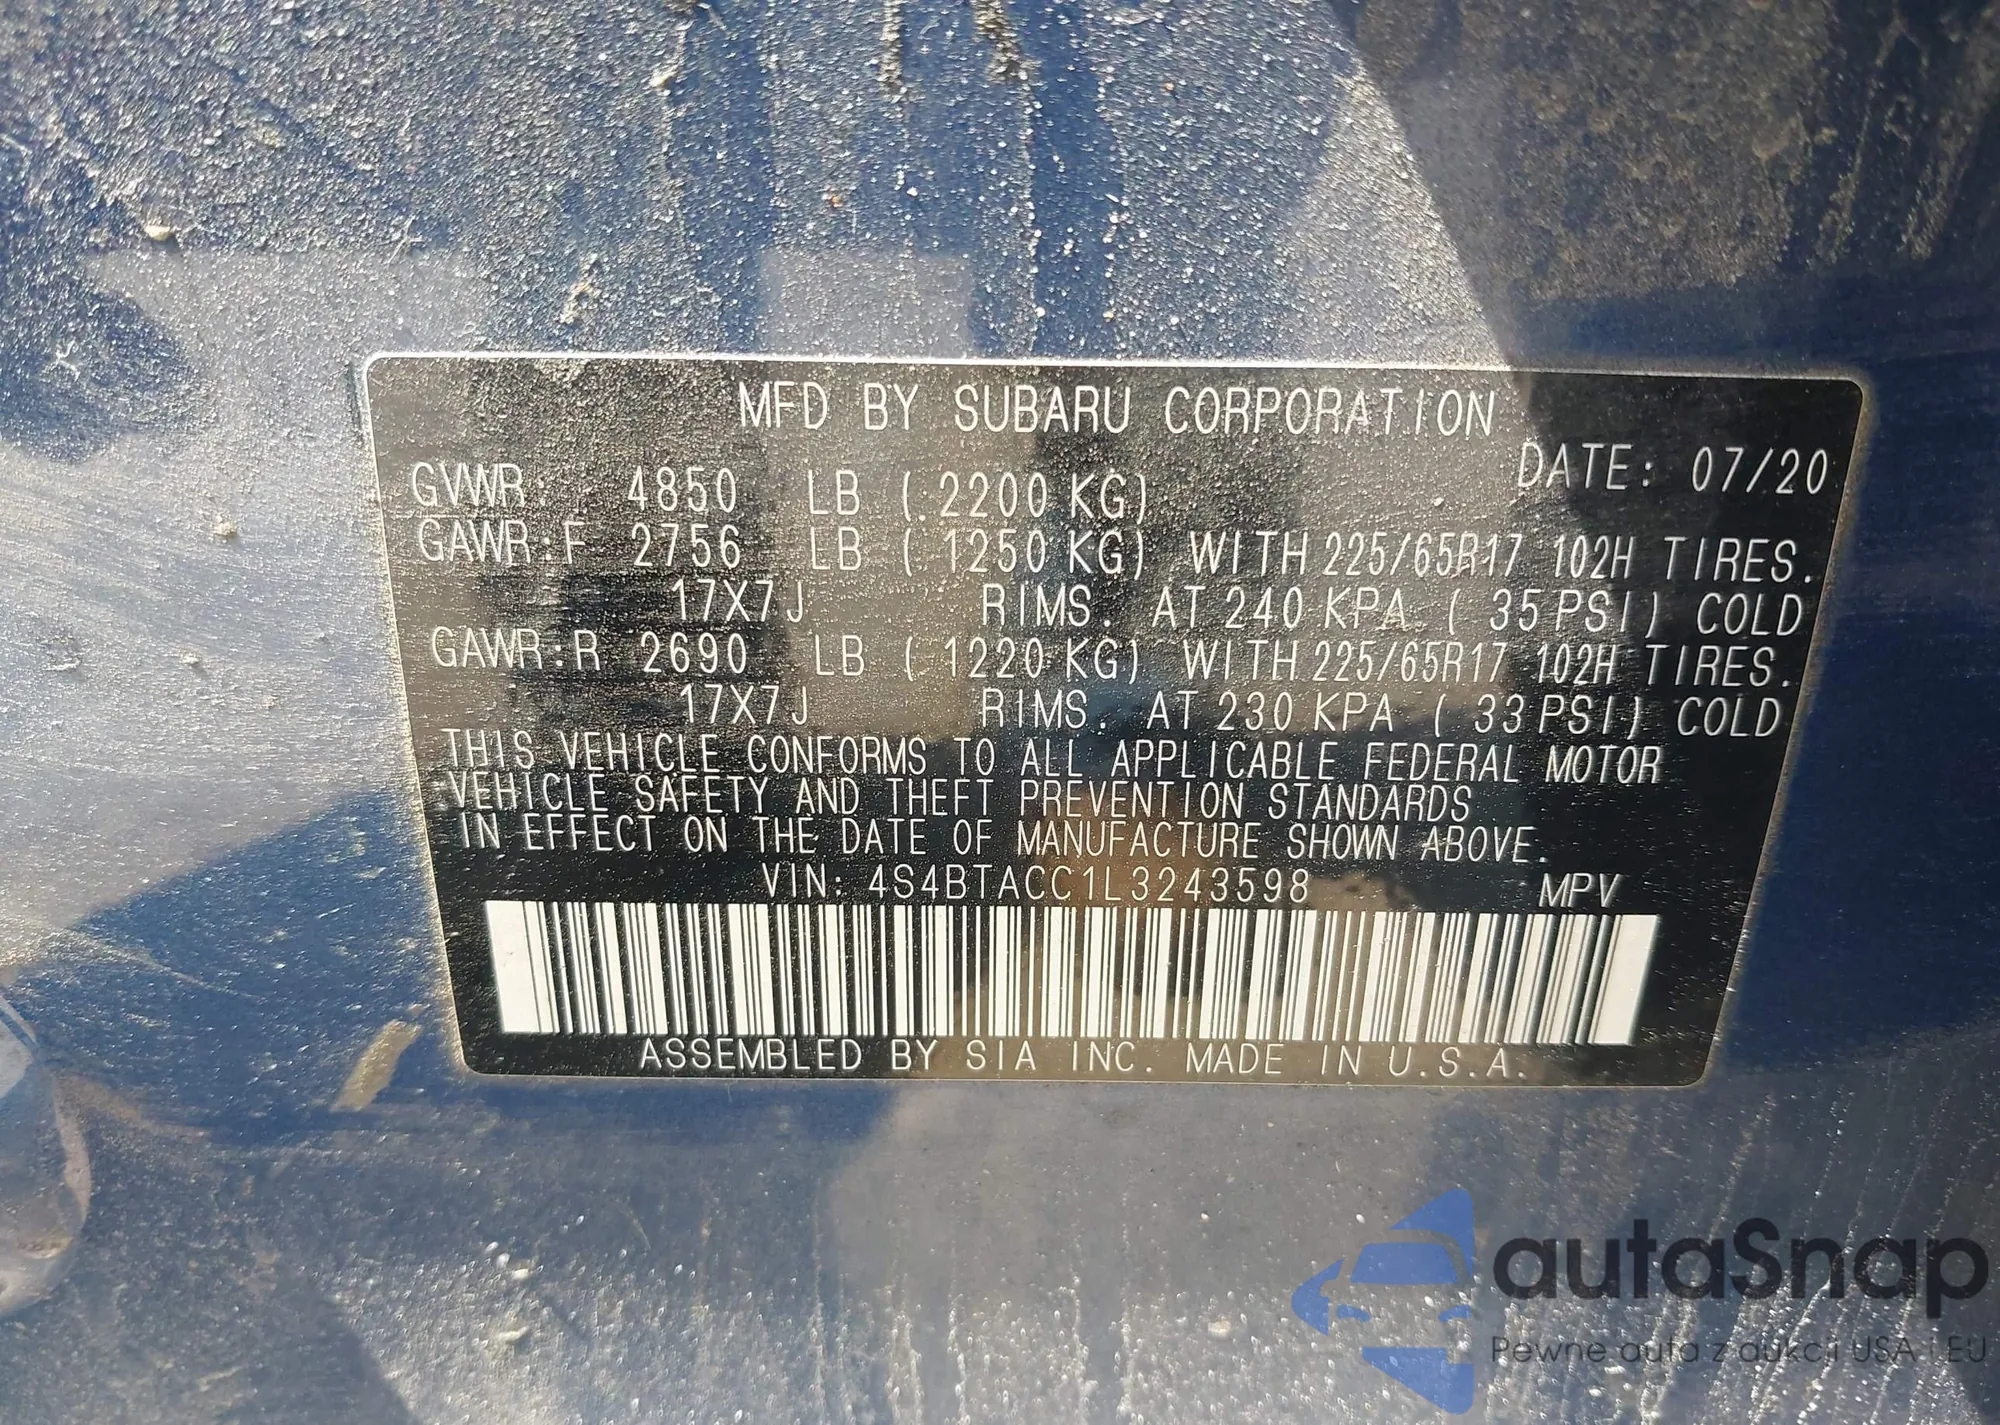 MFD BY SUBARU CORPORATION
DATE: 07/20
GVWR: 4850 LB ( 2200 KG)
GAWR:F 2756 LB ( 1250 KG) WITH 225/65R17 102H TIRES.
17X7J RIMS. AT 240 KPA. ( 35 PSI) COLD
GAWR:R 2690 LB ( 1220 KG) WITH 225/65R17 102H TIRES.
17X7J RIMS. AT 230 KPA ( 33 PSI) COLD
THIS VEHICLE CONFORMS TO ALL APPLICABLE FEDERAL MOTOR
VEHICLE SAFETY AND THEFT PREVENTION STANDARDS
IN EFFECT ON THE DATE OF MANUFACTURE SHOWN ABOVE.
VIN: 4S4BTACC1L3243598 MPV
ASSEMBLED BY SIA INC. MADE IN U.S.A.
autaSnap
Pewne auta z aukcji USA i EU